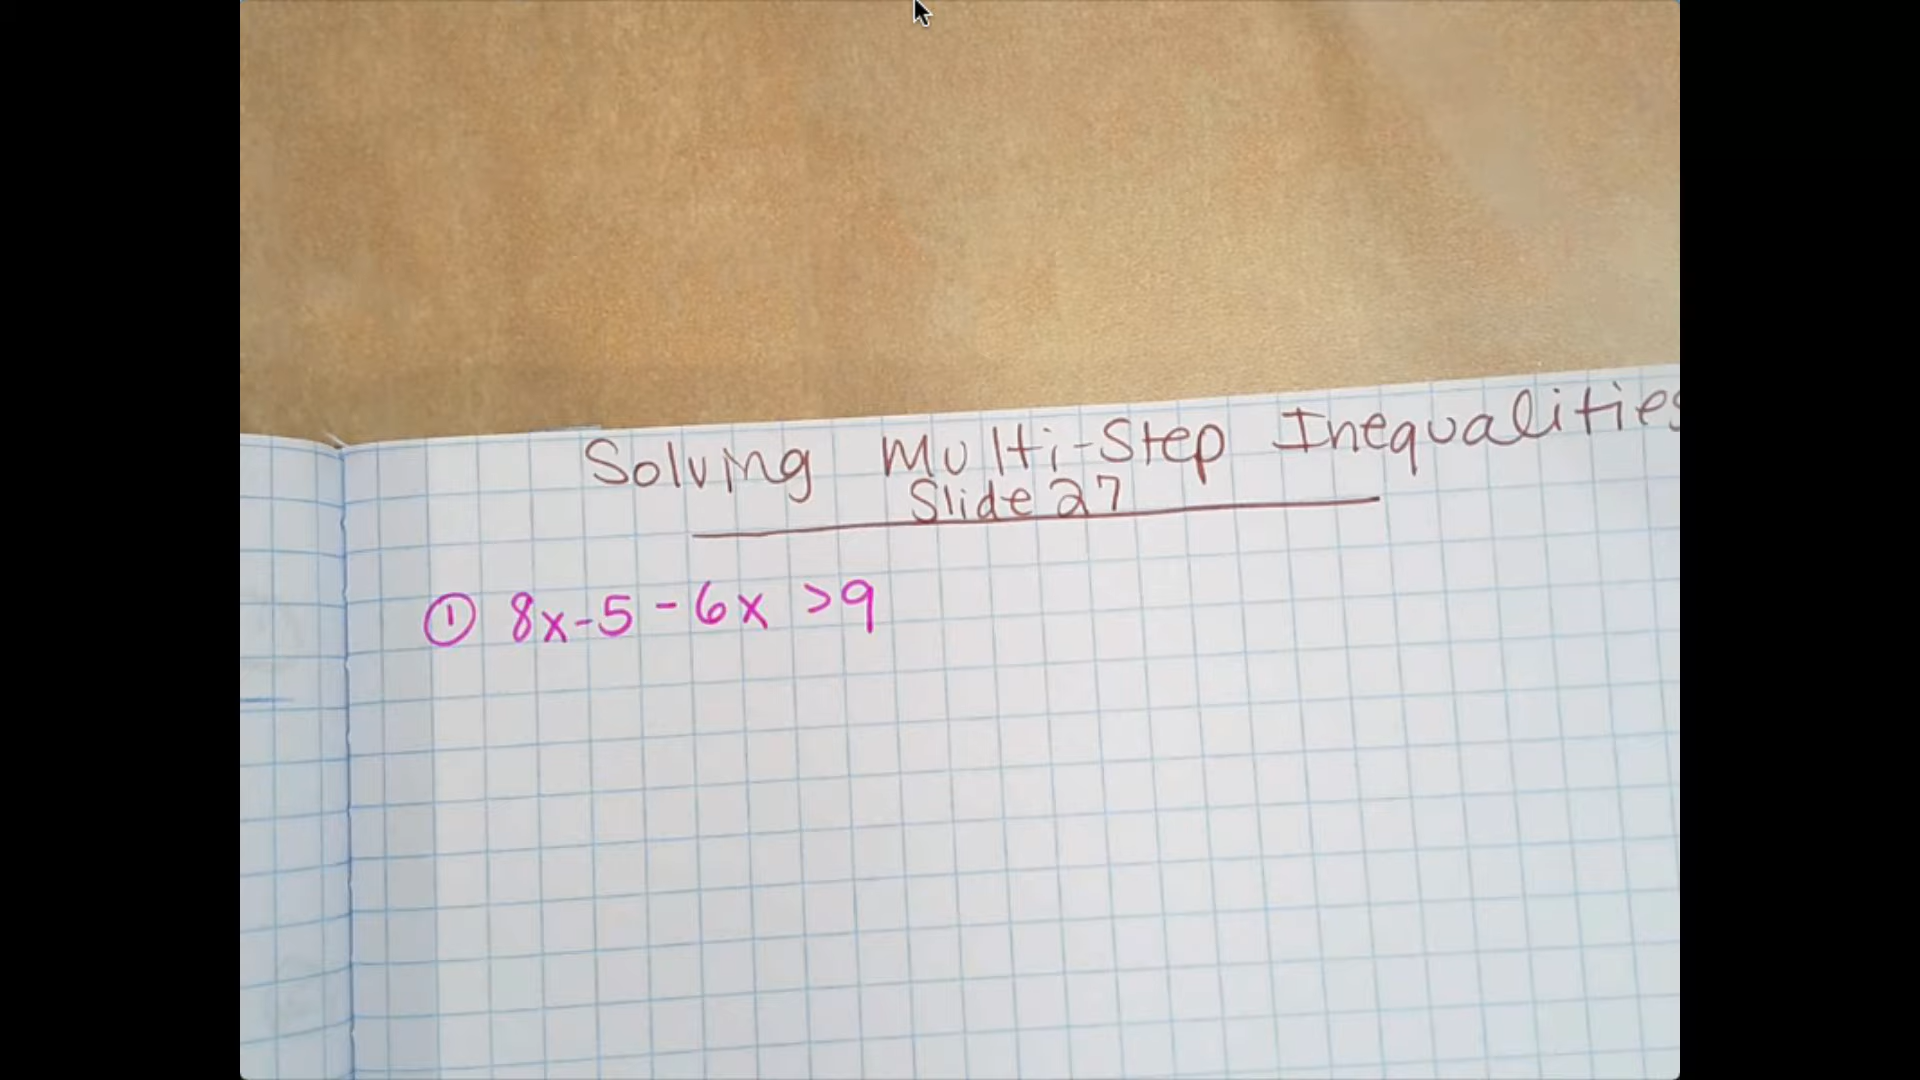 Solving Multi-Step Inequalities
Slide 27
① 8x-5 - 6x >9